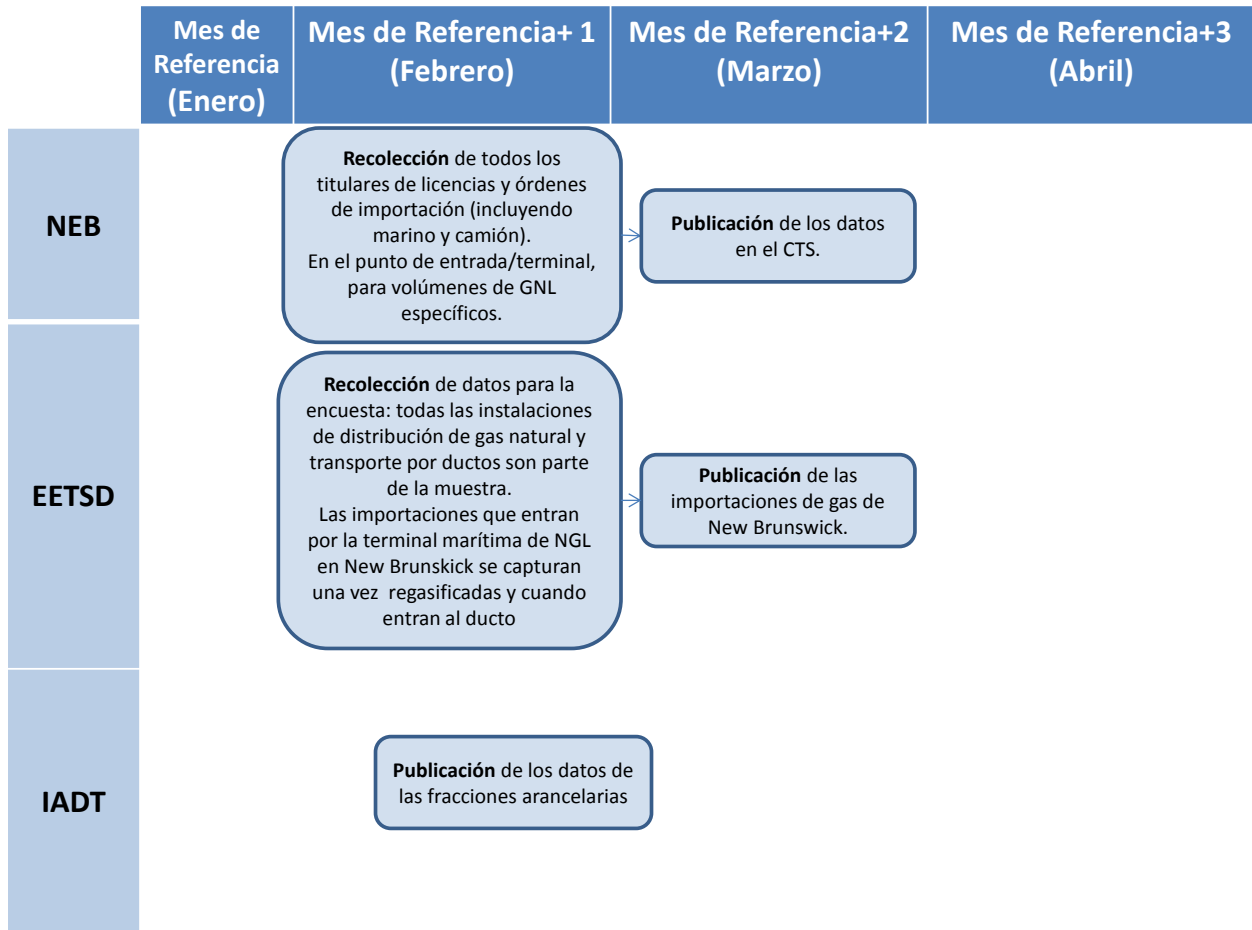 Mes de
Referencia
(Enero)
Mes de Referencia+ 1
(Febrero)
Mes de Referencia+2
(Marzo)
Mes de Referencia+3
(Abril)
NEB
Recolección de todos los
titulares de licencias y órdenes
de importación (incluyendo
marino y camión).
En el punto de entrada/terminal,
para volúmenes de GNL
específicos.
Publicación de los datos
en el CTS.
EETSD
Recolección de datos para la
encuesta: todas las instalaciones
de distribución de gas natural y
transporte por ductos son parte
de la muestra.
Las importaciones que entran
por la terminal marítima de NGL
en New Brunskick se capturan
una vez  regasificadas y cuando
entran al ducto
Publicación de las
importaciones de gas de
New Brunswick.
IADT
Publicación de los datos de
las fracciones arancelarias